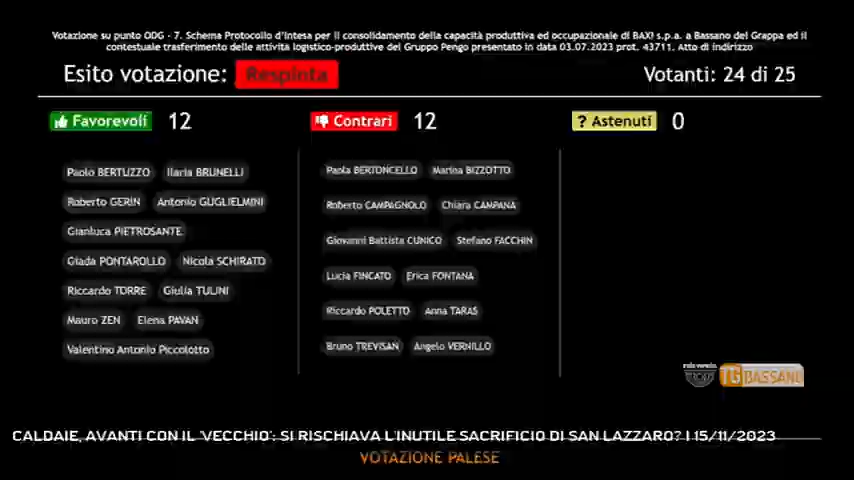 Votazione su punto ODG - 7. Schema Protocollo d'Intesa per il consolidamento della capacità produttiva ed occupazionale di BAXI s.p.a. a Bassano del Grappa ed il
contestuale trasferimento delle attività logistico-produttive del Gruppo Pengo presentato in data 03.07.2023 prot. 43711. Atto di indirizzo
Esito votazione: Respinta Votanti: 24 di 25
Favorevoli 12 Contrari 12 ? Astenuti 0
Paolo BERTUZZO Ilaria BRUNELLI
Roberto GERIN Antonio GUGLIELMINI
Gianluca PIETROSANTE
Giada PONTAROLLO Nicola SCHIRATO
Riccardo TORRE Giulia TULINI
Mauro ZEN Elena PAVAN
Valentino Antonio Piccolotto
Paola BERTONCELLO Marina BIZZOTTO
Roberto CAMPAGNOLO Chiara CAMPANA
Giovanni Battista CUNICO Stefano FACCHIN
Lucia FINCATO Erica FONTANA
Riccardo POLETTO Anna TARAS
Bruno TREVISAN Angelo VERNILLO
TG BASSANO
CALDAIE, AVANTI CON IL 'VECCHIO': SI RISCHIAVA L'INUTILE SACRIFICIO DI SAN LAZZARO? | 15/11/2023
VOTAZIONE PALESE